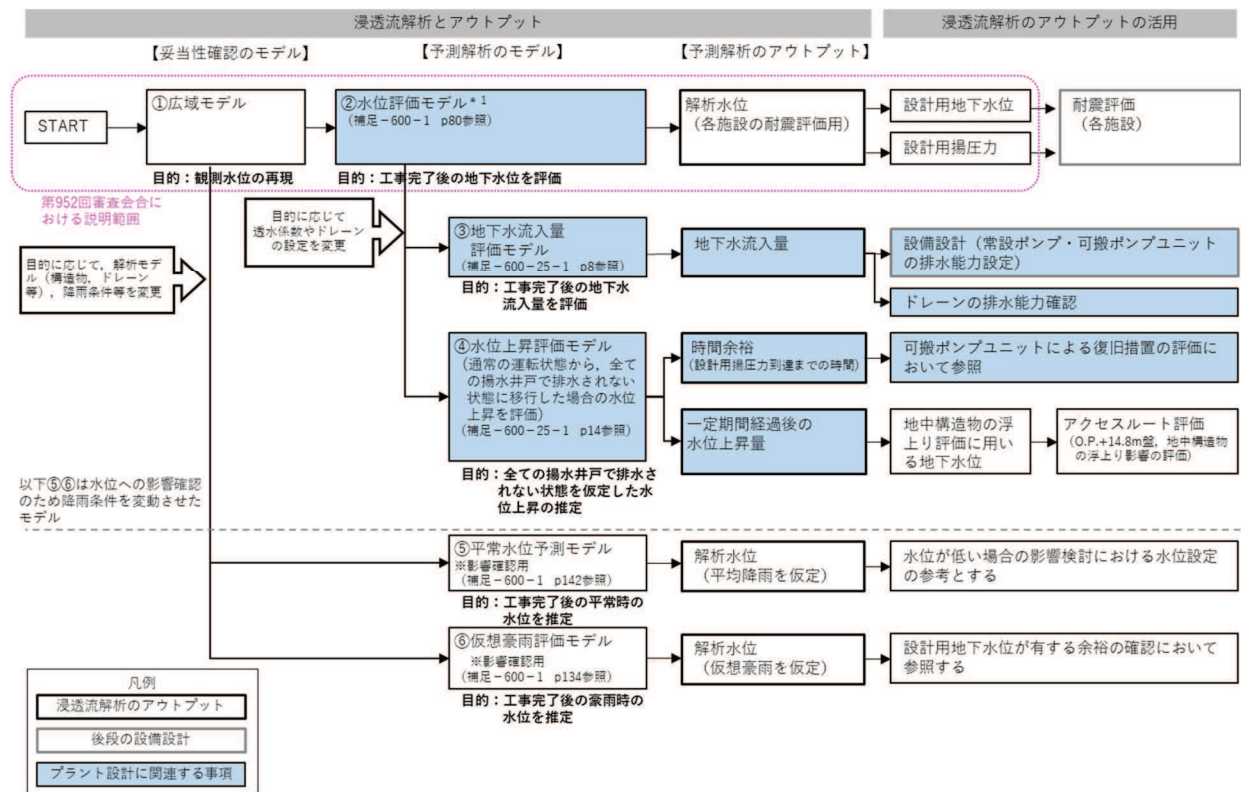 浸透流解析とアウトプット
浸透流解析のアウトプットの活用
【妥当性確認のモデル】
【予測解析のモデル】
【予測解析のアウトプット】
START
①広域モデル
目的：観測水位の再現
②水位評価モデル*1
(補足－600－1　p80参照)
目的：工事完了後の地下水位を評価
解析水位
(各施設の耐震評価用)
設計用地下水位
設計用揚圧力
耐震評価
(各施設)
第952回審査会合に
おける説明範囲
目的に応じて，解析モデ
ル（構造物，ドレーン
等），降雨条件等を変更
目的に応じて
透水係数やドレーン
の設定を変更
③地下水流入量
評価モデル
(補足－600－25－1　p8参照)
目的：工事完了後の地下水
流入量を評価
地下水流入量
設備設計（常設ポンプ・可搬ポンプユニット
の排水能力設定）
ドレーンの排水能力確認
④水位上昇評価モデル
(通常の運転状態から，全て
の揚水井戸で排水されない
状態に移行した場合の水位
上昇を評価)
(補足－600－25－1　p14参照)
目的：全ての揚水井戸で排水さ
れない状態を仮定した水
位上昇の推定
時間余裕
(設計用揚圧力到達までの時間)
可搬ポンプユニットによる復旧措置の評価に
おいて参照
一定期間経過後の
水位上昇量
地中構造物の浮
上り評価に用い
る地下水位
アクセスルート評価
(O.P.+14.8m盤，地中構造物
の浮上り影響の評価)
以下⑤⑥は水位への影響確認
のため降雨条件を変動させた
モデル
⑤平常水位予測モデル
※影響確認用
(補足－600－1　p142参照)
目的：工事完了後の平常時の
水位を推定
解析水位
(平均降雨を仮定)
水位が低い場合の影響検討における水位設定
の参考とする
⑥仮想豪雨評価モデル
※影響確認用
(補足－600－1　p134参照)
目的：工事完了後の豪雨時の
水位を推定
解析水位
(仮想豪雨を仮定)
設計用地下水位が有する余裕の確認において
参照する
凡例
浸透流解析のアウトプット
後段の設備設計
プラント設計に関連する事項